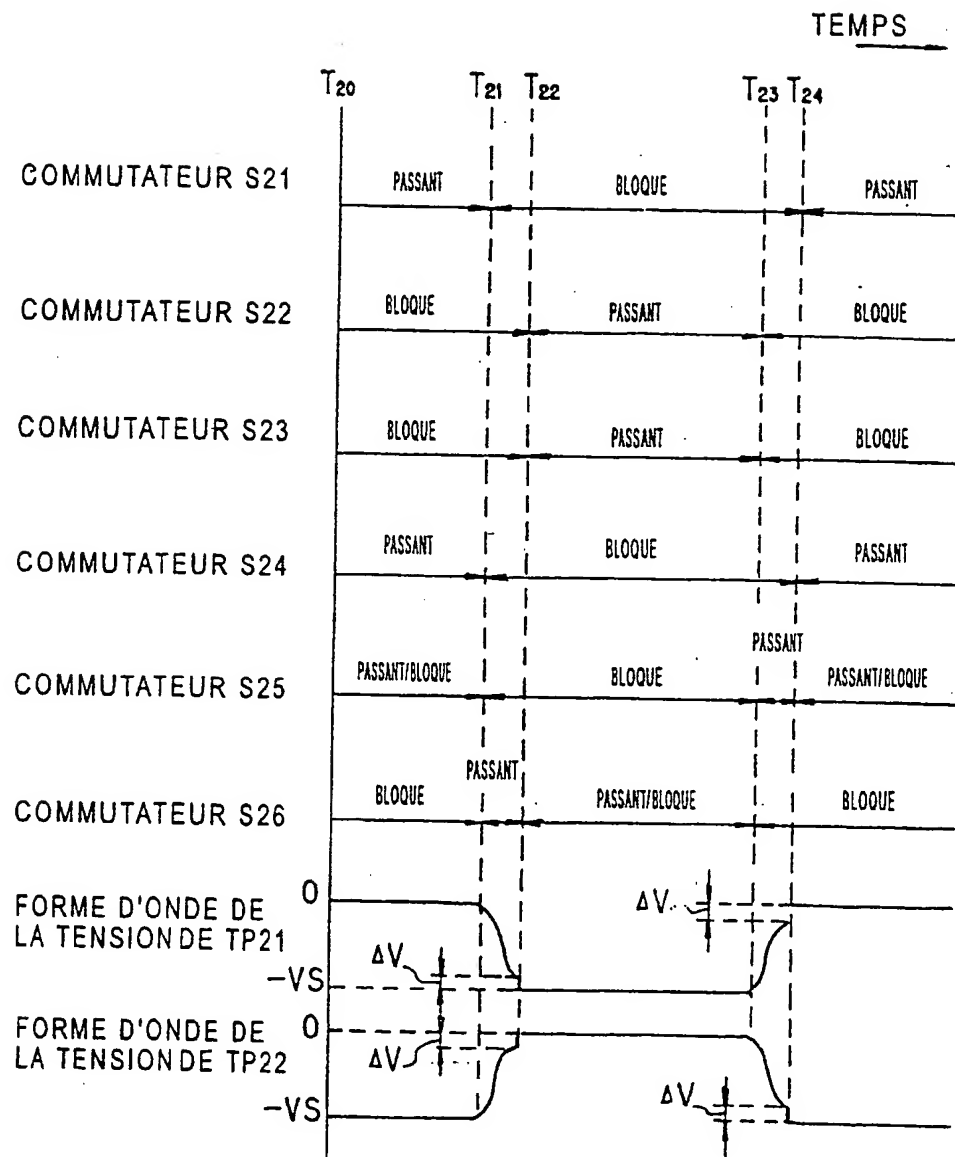 TEMPS
T20 T21 T22 T23 T24
COMMUTATEUR S21 PASSANT BLOQUE PASSANT
COMMUTATEUR S22 BLOQUE PASSANT BLOQUE
COMMUTATEUR S23 BLOQUE PASSANT BLOQUE
COMMUTATEUR S24 PASSANT BLOQUE PASSANT
PASSANT
COMMUTATEUR S25 PASSANT/BLOQUE BLOQUE PASSANT/BLOQUE
PASSANT
COMMUTATEUR S26 BLOQUE PASSANT/BLOQUE BLOQUE
FORME D'ONDE DE 0 ΔV
LA TENSION DE TP21
ΔV
-VS
FORME D'ONDE DE 0
LA TENSION DE TP22 ΔV
-VS ΔV